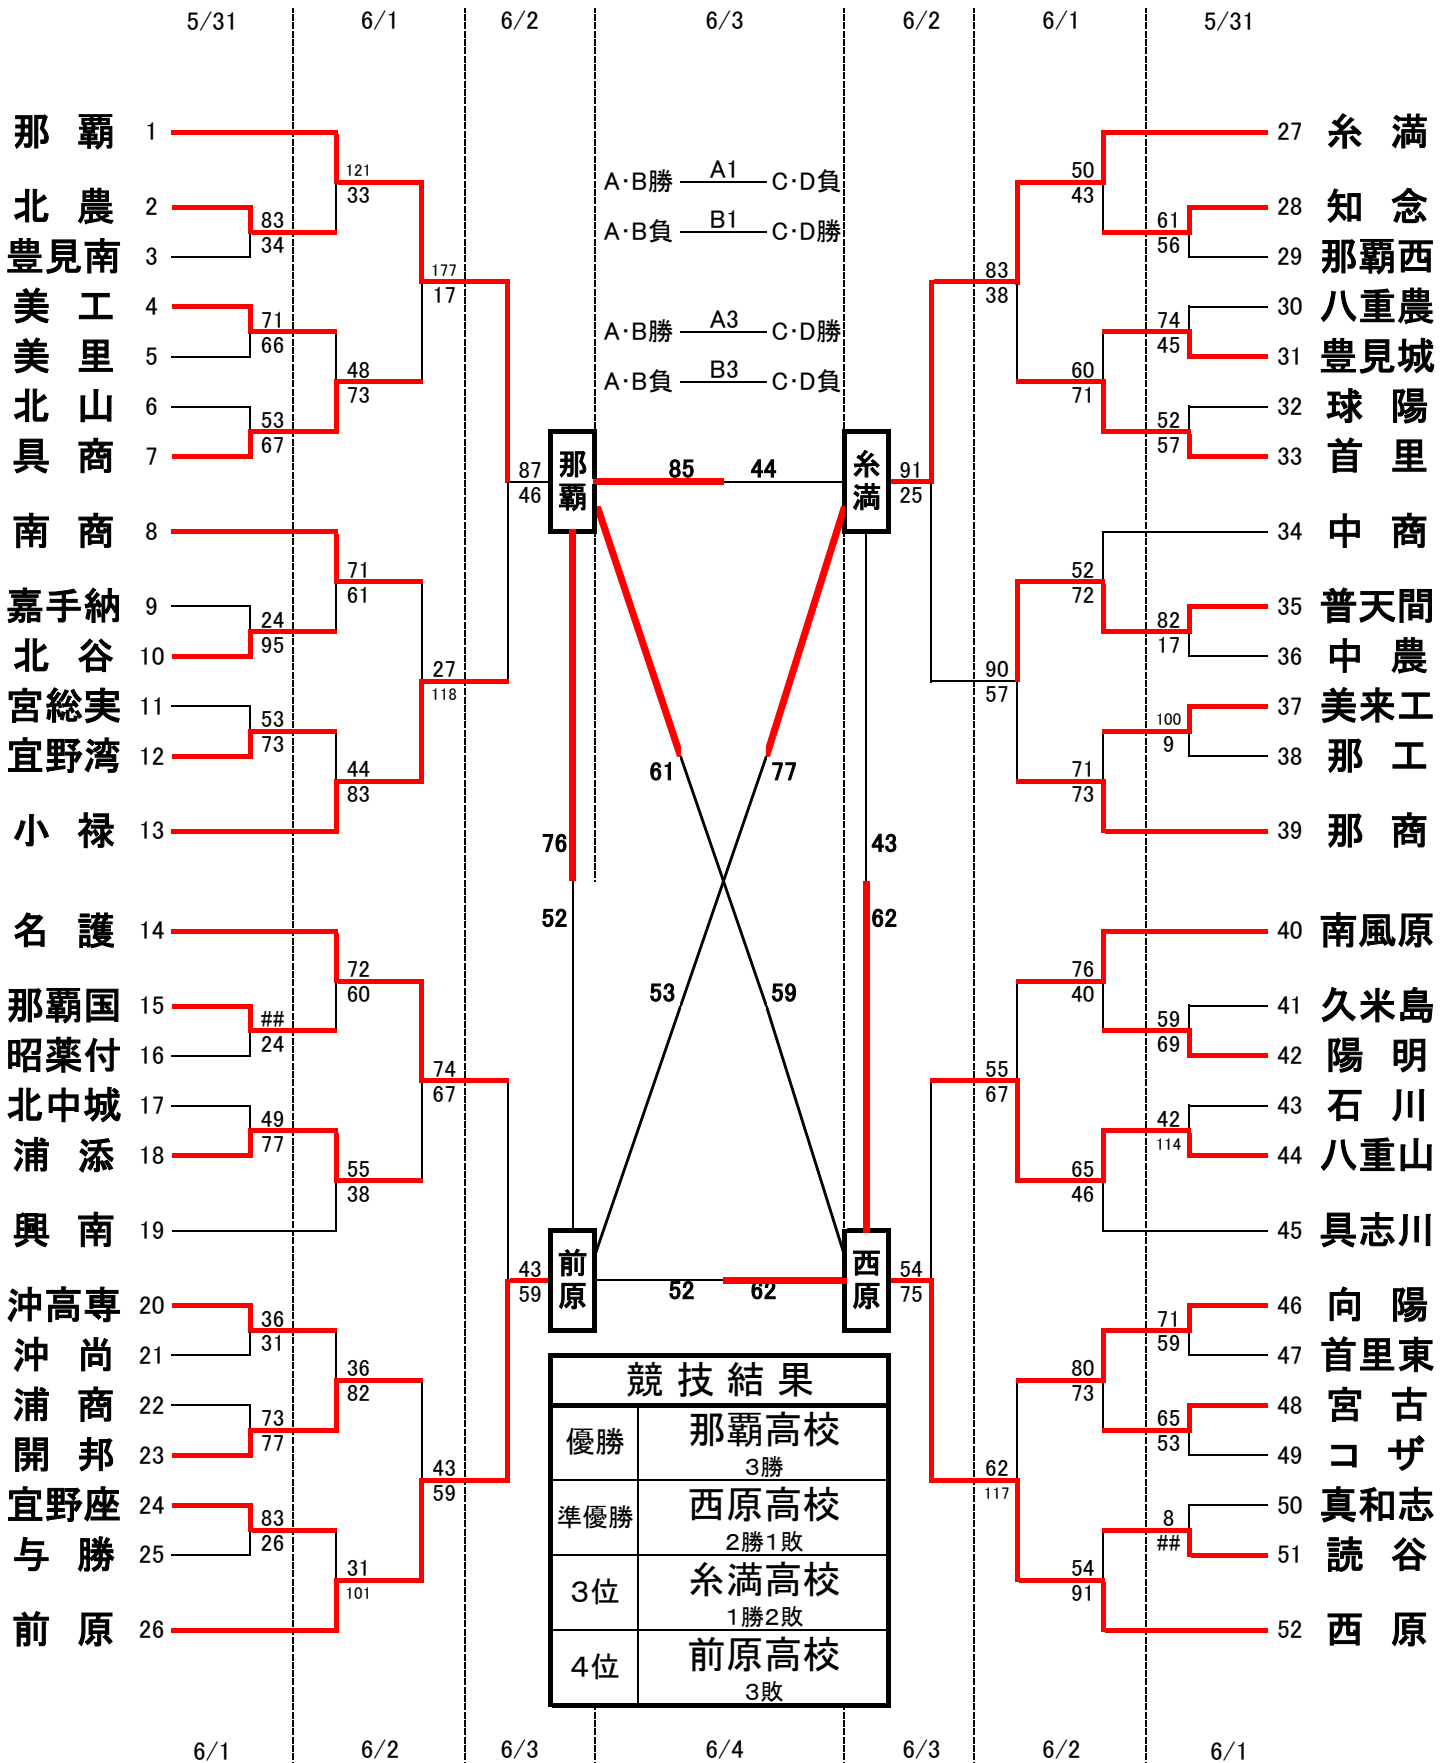 5/31 6/1 6/2 6/3 6/2 6/1 5/31
那覇 1
北農 2
豊見南 3
美工 4
美里 5
北山 6
具商 7
南商 8
嘉手納 9
北谷 10
宮総実 11
宜野湾 12
小禄 13
名護 14
那覇国 15
昭薬付 16
北中城 17
浦添 18
興南 19
沖高専 20
沖尚 21
浦商 22
開邦 23
宜野座 24
与勝 25
前原 26
83
34
71
66
53
67
24
95
53
73
##
24
49
77
36
31
73
77
83
26
121
33
48
73
71
61
44
83
72
60
55
38
36
82
31
101
177
17
27
118
74
67
43
59
87
46
43
59
A・B勝 A1 C・D負
A・B負 B1 C・D勝
A・B勝 A3 C・D勝
A・B負 B3 C・D負
那覇
糸満
85 44
61 77
76 43
52 62
53 59
前原
西原
52 62
91
25
54
75
83
38
90
57
55
67
62
117
50
43
60
71
52
72
71
73
76
40
65
46
80
73
54
91
61
56
74
45
52
57
82
17
100
9
59
69
42
114
71
59
65
53
8
##
27 糸満
28 知念
29 那覇西
30 八重農
31 豊見城
32 球陽
33 首里
34 中商
35 普天間
36 中農
37 美来工
38 那工
39 那商
40 南風原
41 久米島
42 陽明
43 石川
44 八重山
45 具志川
46 向陽
47 首里東
48 宮古
49 コザ
50 真和志
51 読谷
52 西原
競技結果
優勝 那覇高校
3勝
準優勝 西原高校
2勝1敗
3位 糸満高校
1勝2敗
4位 前原高校
3敗
6/1 6/2 6/3 6/4 6/3 6/2 6/1